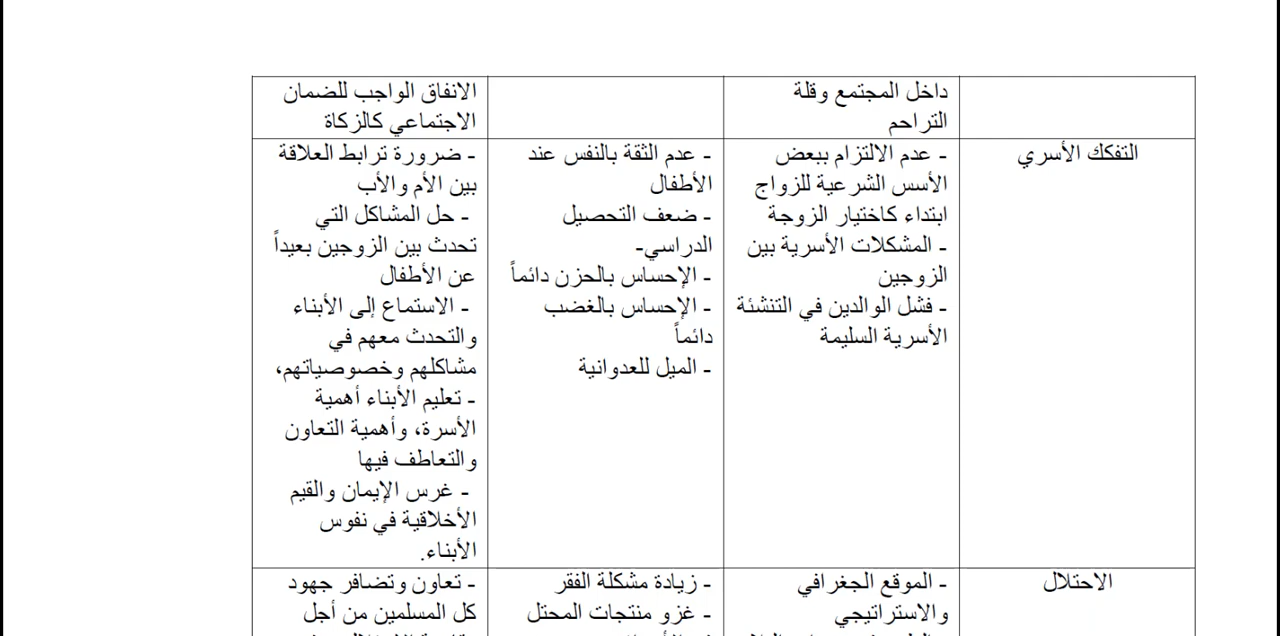 داخل المجتمع وقلة
التراحم
الانفاق الواجب للضمان
الاجتماعي كالزكاة
التفكك الأسري
- عدم الالتزام ببعض
الأسس الشرعية للزواج
ابتداء كاختيار الزوجة
- المشكلات الأسرية بين
الزوجين
- فشل الوالدين في التنشئة
الأسرية السليمة
- عدم الثقة بالنفس عند
الأطفال
- ضعف التحصيل
الدراسي-
- الإحساس بالحزن دائماً
- الإحساس بالغضب
دائماً
- الميل للعدوانية
- ضرورة ترابط العلاقة
بين الأم والأب
- حل المشاكل التي
تحدث بين الزوجين بعيداً
عن الأطفال
- الاستماع إلى الأبناء
والتحدث معهم في
مشاكلهم وخصوصياتهم،
- تعليم الأبناء أهمية
الأسرة، وأهمية التعاون
والتعاطف فيها
- غرس الإيمان والقيم
الأخلاقية في نفوس
الأبناء.
الاحتلال
- الموقع الجغرافي
والاستراتيجي
- زيادة مشكلة الفقر
- غزو منتجات المحتل
- تعاون وتضافر جهود
كل المسلمين من أجل